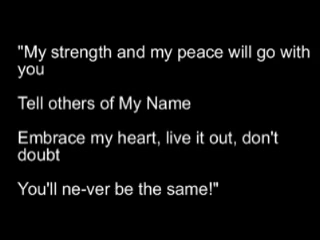 "My strength and my peace will go with
you
Tell others of My Name
Embrace my heart, live it out, don't
doubt
You'll ne-ver be the same!"